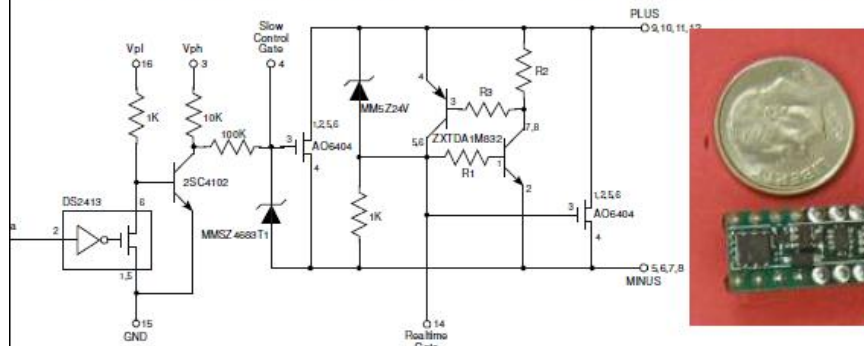 PLUS
9,10,11,12
Slow
Control
Gate
4
Vpl
16
Vph
3
1K
10K
100K
2SC4102
DS2413
6
a
2
1,5
15
GND
3
1,2,5,6
AO6404
4
MMSZ4683T1
MM5Z24V
1K
4
3
R3
R2
ZXTDA1M832
7,8
5,6
R1
1
2
3
1,2,5,6
AO6404
4
5,6,7,8
MINUS
14
Realtime